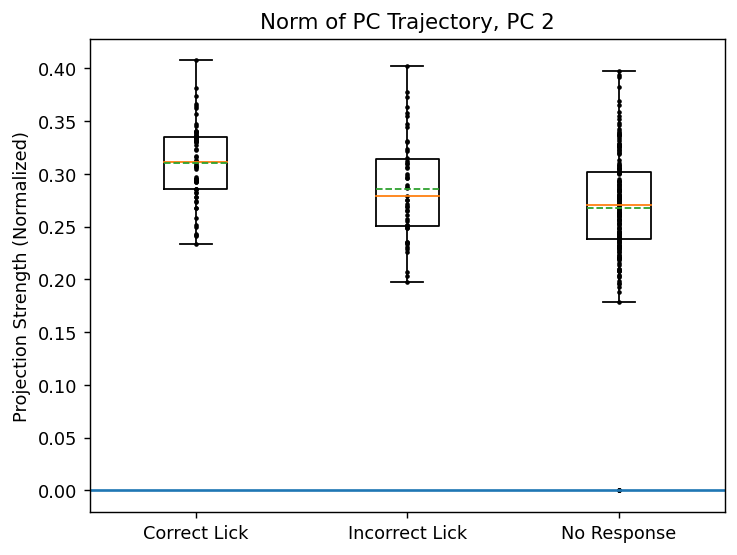 Norm of PC Trajectory, PC 2
Projection Strength (Normalized)
0.40
0.35
0.30
0.25
0.20
0.15
0.10
0.05
0.00
Correct Lick
Incorrect Lick
No Response